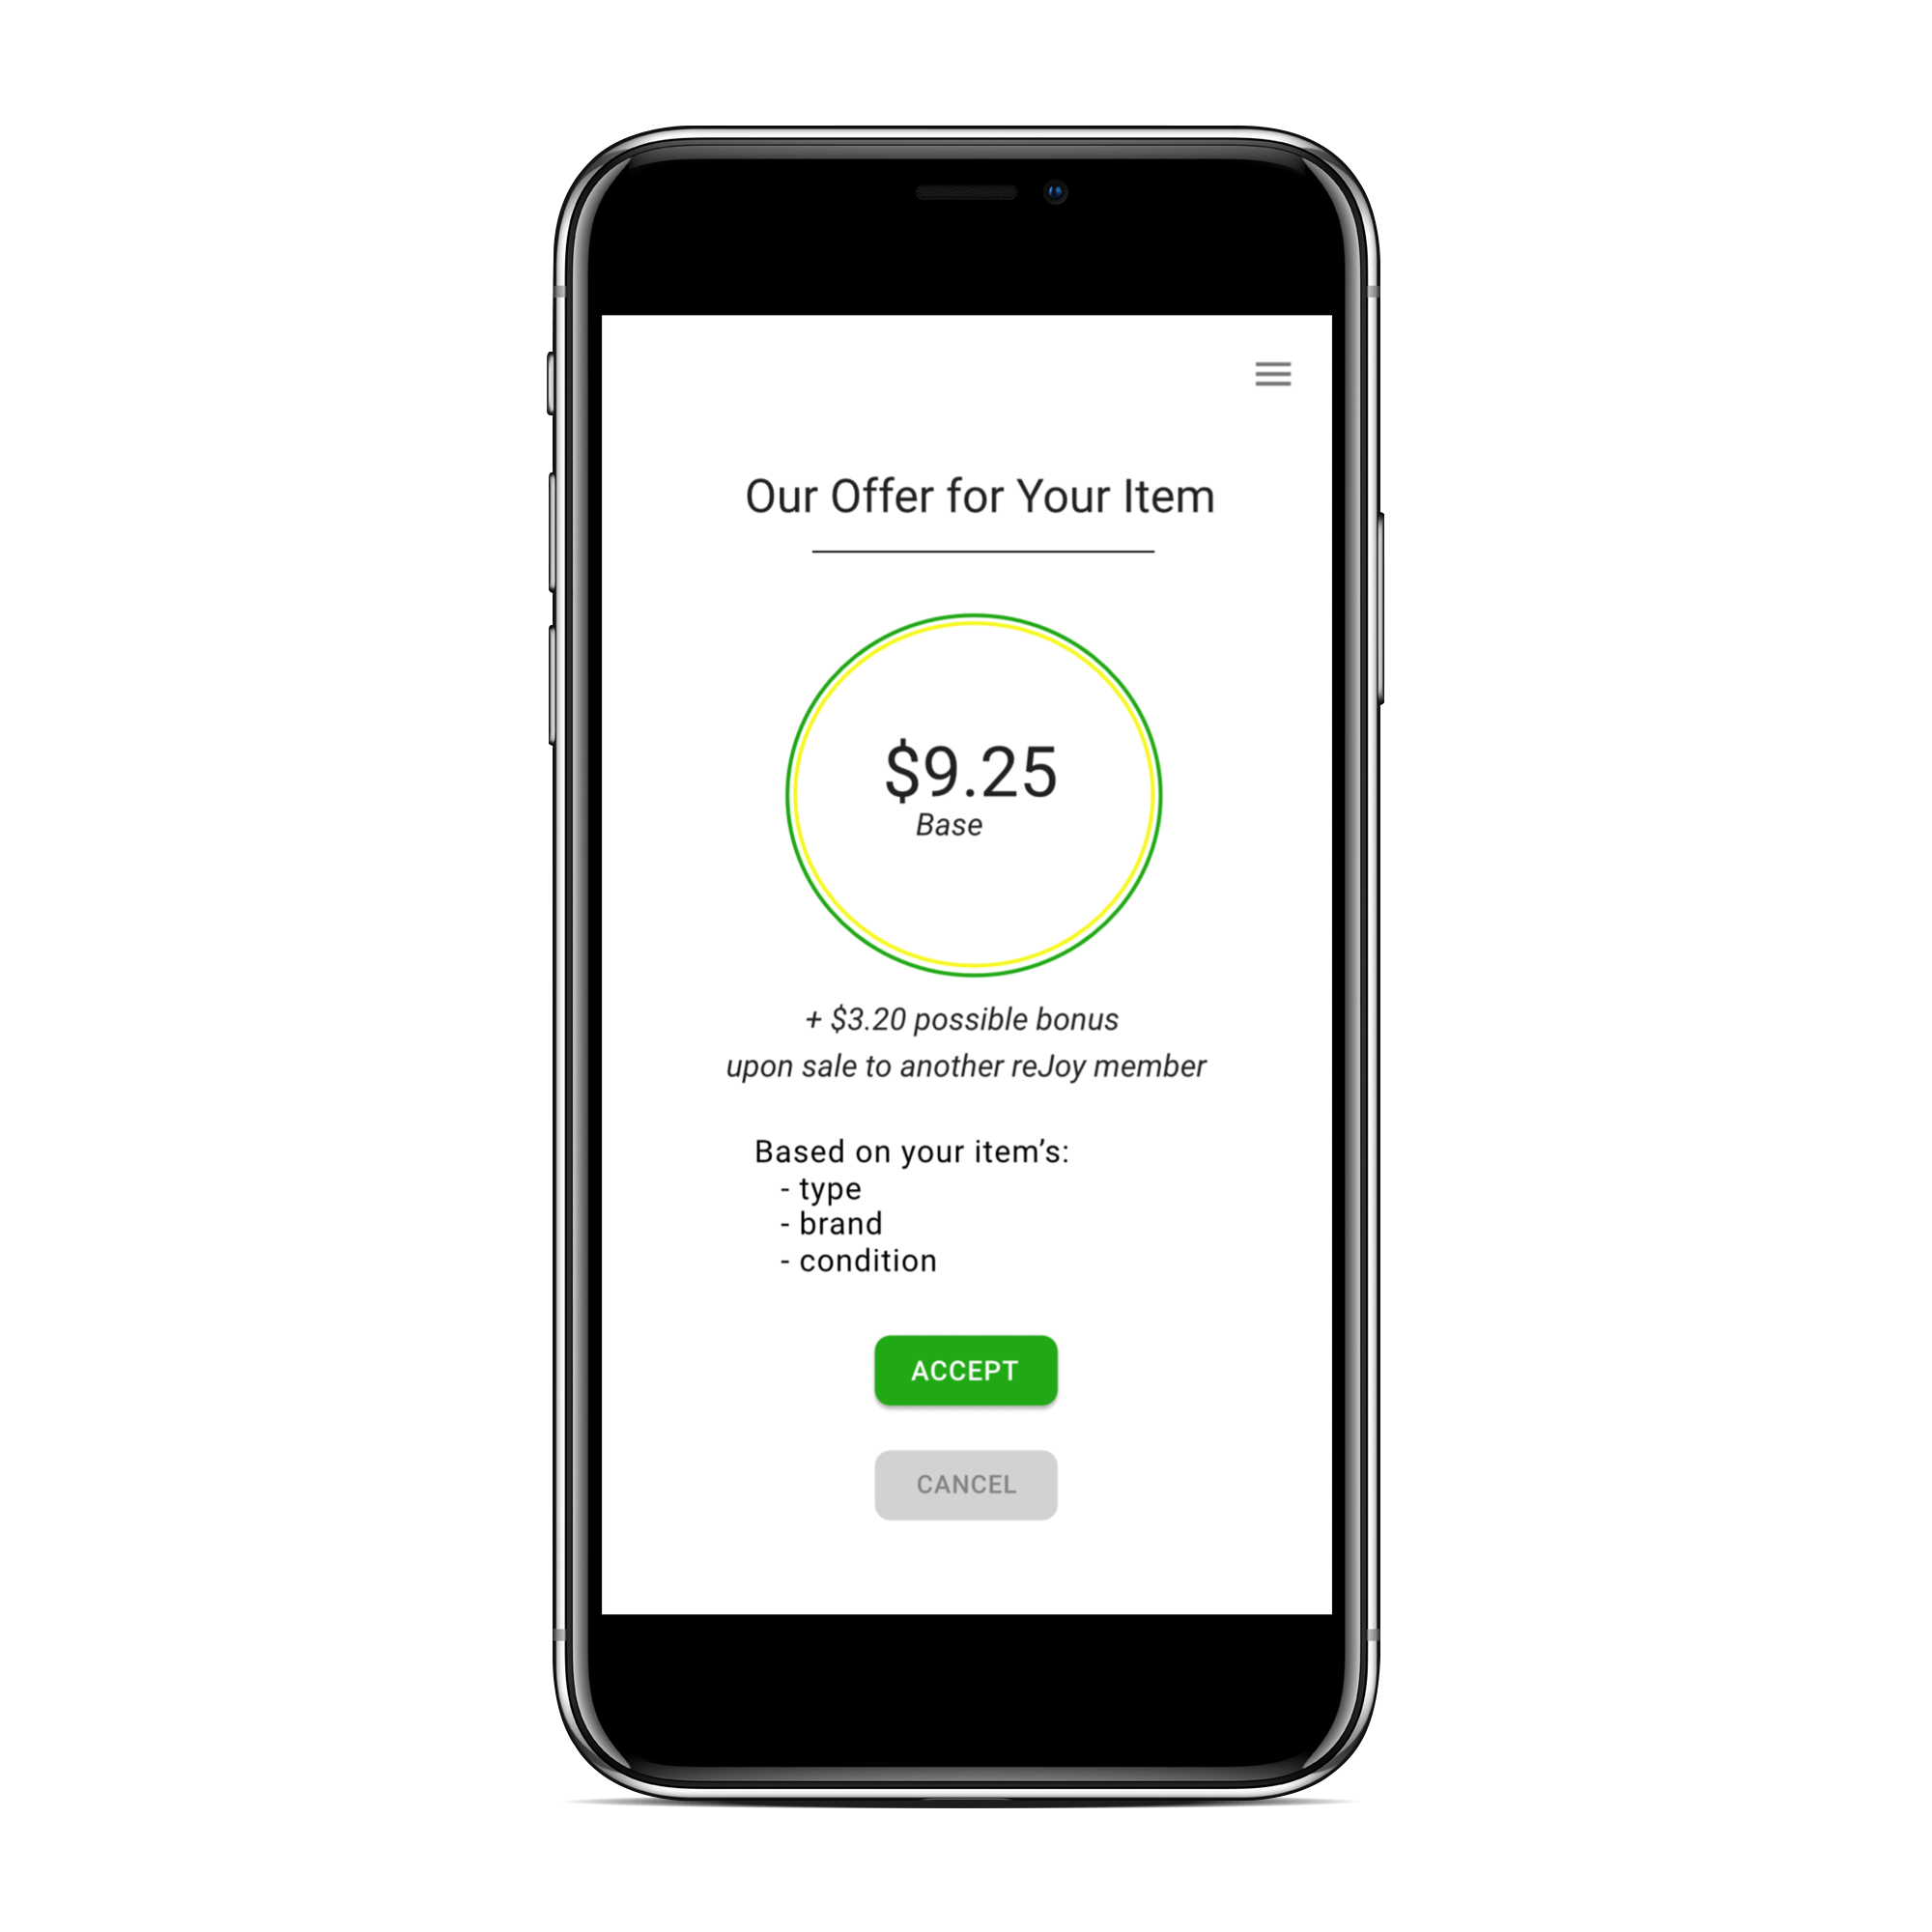 Our Offer for Your Item
$9.25
Base
+ $3.20 possible bonus
upon sale to another reJoy member
Based on your item’s:
- type
- brand
- condition
ACCEPT
CANCEL